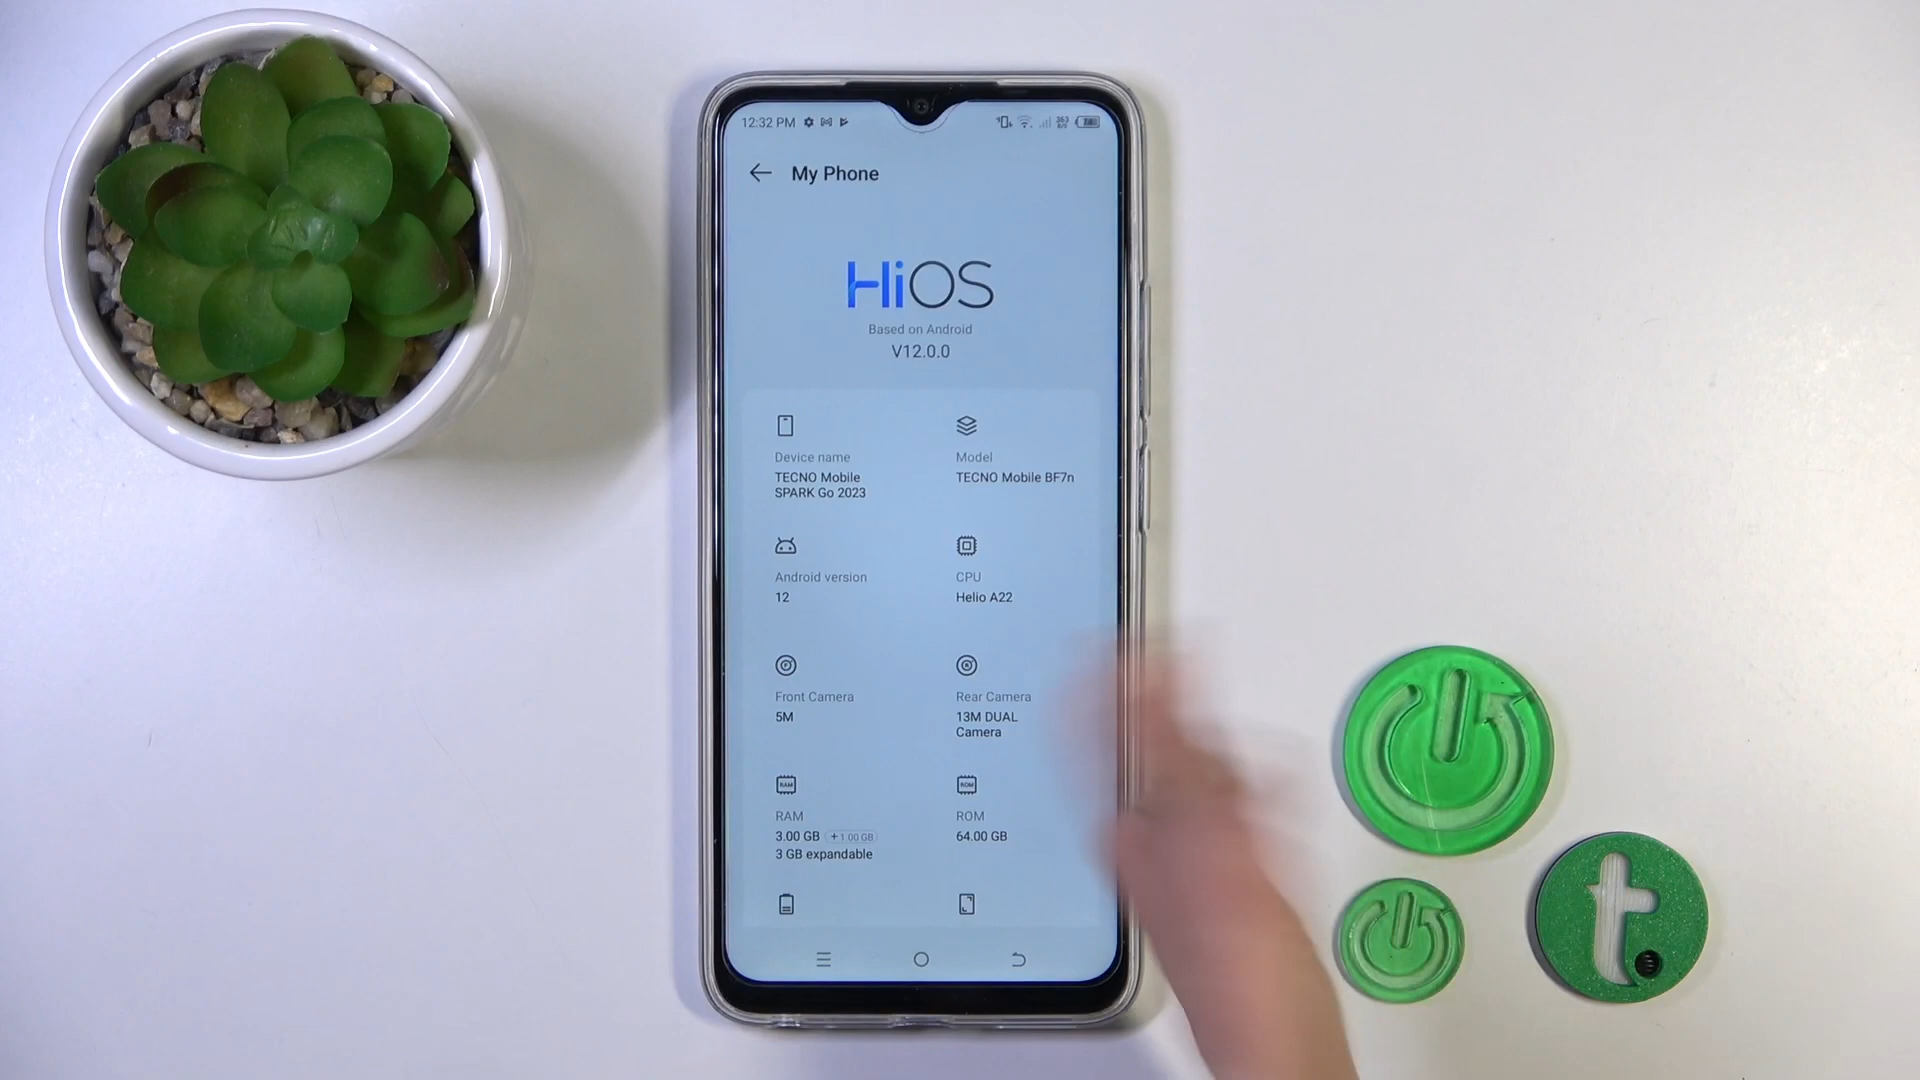 12:32 PM
My Phone
HiOS
Based on Android
V12.0.0
Device name
TECNO Mobile
SPARK Go 2023
Model
TECNO Mobile BF7n
Android version
12
CPU
Helio A22
Front Camera
5M
Rear Camera
13M DUAL
Camera
RAM
3.00 GB +1.00 GB
3 GB expandable
ROM
64.00 GB
t.